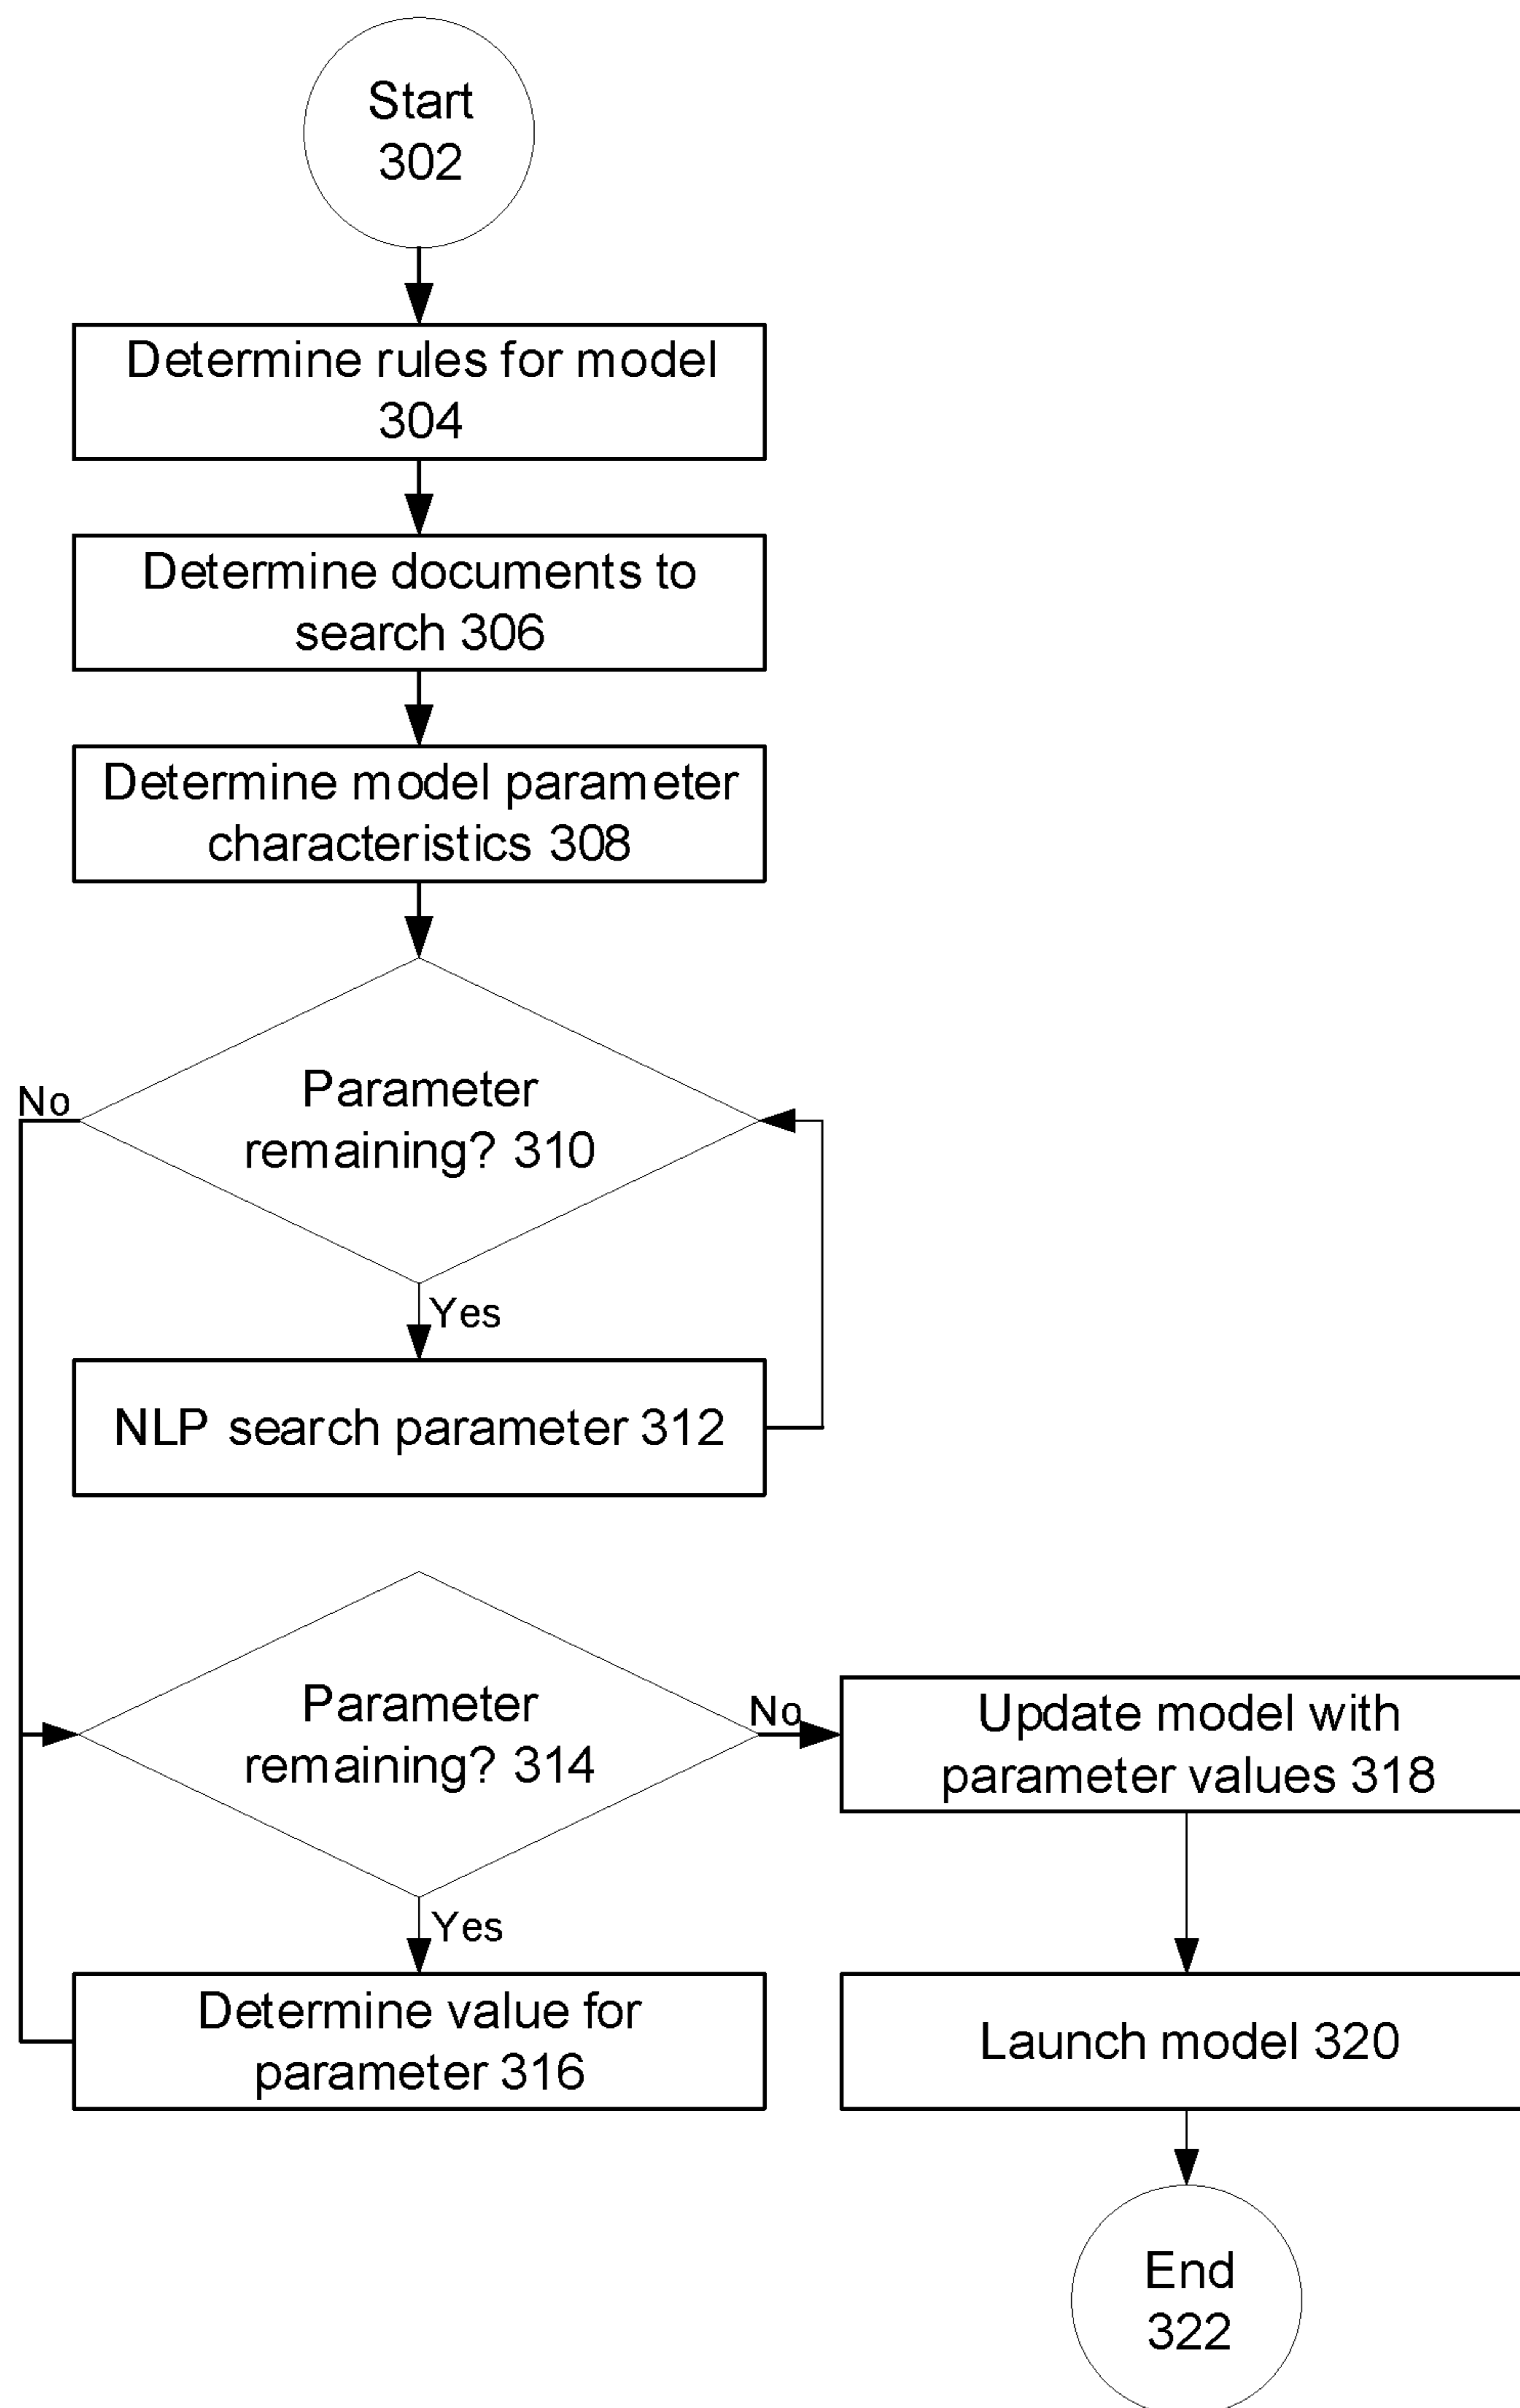 Start
302
Determine rules for model
304
Determine documents to
search 306
Determine model parameter
characteristics 308
No
Parameter
remaining? 310
Yes
NLP search parameter 312
Parameter
remaining? 314
No
Update model with
parameter values 318
Yes
Determine value for
parameter 316
Launch model 320
End
322